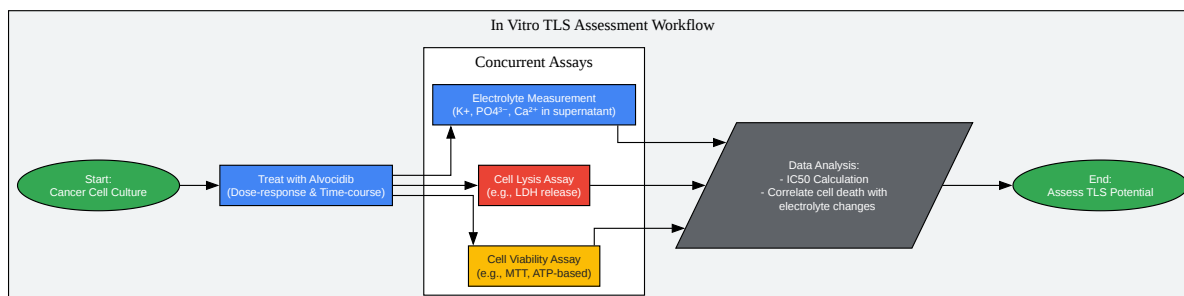 In Vitro TLS Assessment Workflow
Concurrent Assays
Electrolyte Measurement
(K+, PO4³⁻, Ca²⁺ in supernatant)
Start:
Cancer Cell Culture
Treat with Alvocidib
(Dose-response & Time-course)
Cell Lysis Assay
(e.g., LDH release)
Cell Viability Assay
(e.g., MTT, ATP-based)
Data Analysis:
- IC50 Calculation
- Correlate cell death with
electrolyte changes
End:
Assess TLS Potential